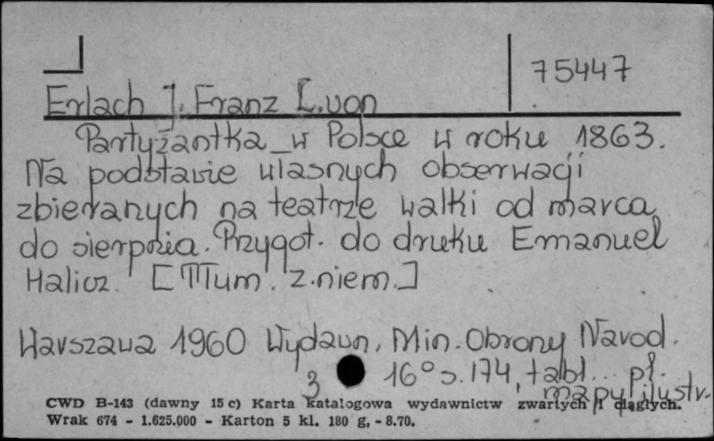 75447
Erlach J. Franz L. von
Partyzantka w Polsce w roku 1863.
Na podstawie własnych obserwacji
zbieranych na teatrze walki od marca
do sierpnia. Przygot. do druku Emanuel
Halicz. [Tłum. z niem.]
Warszawa 1960 Wydawn. Min. Obrony Narod.
3 16° s. 174, tabl... pł.
mapy, ilustr.
CWD B-143 (dawny 15 c) Karta katalogowa wydawnictw zwartych i ciągłych.
Wrak 674 - 1.625.000 - Karton 5 kl. 180 g, - 8.70.